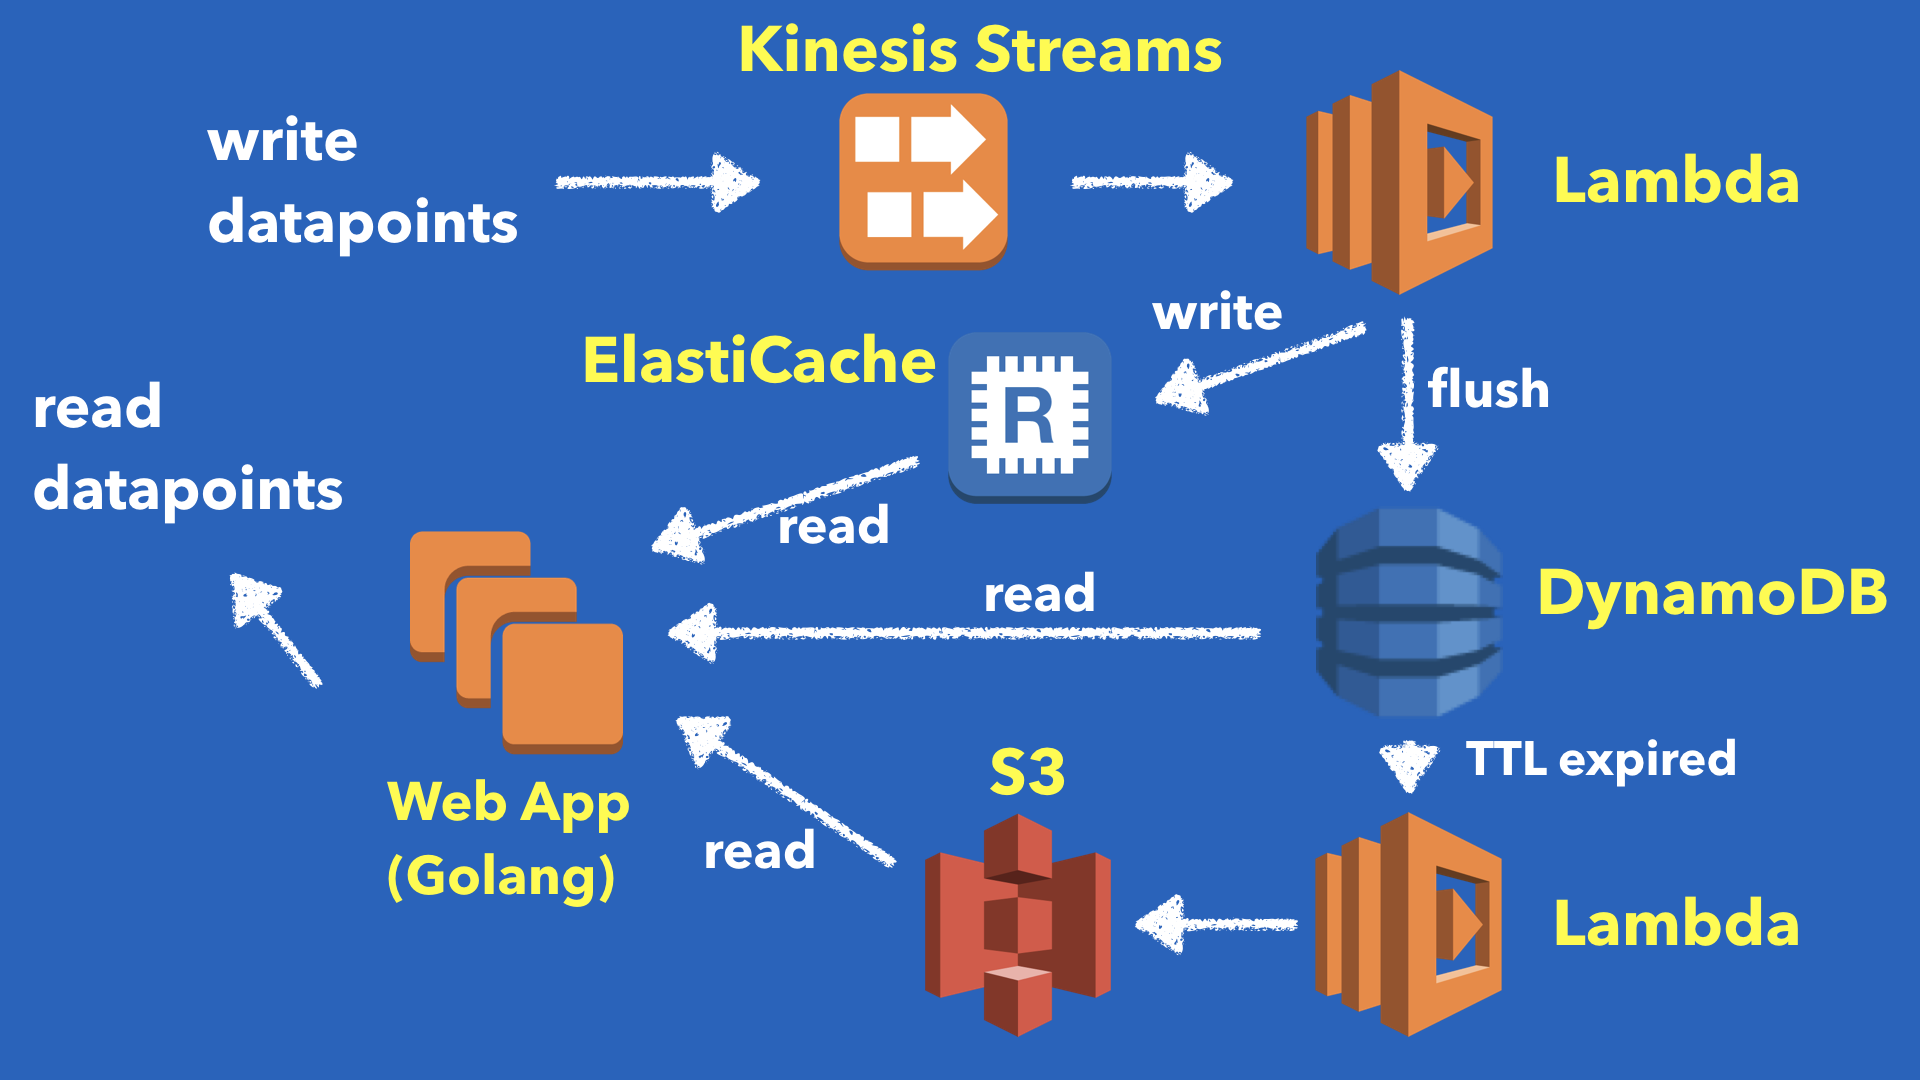 Kinesis Streams
write
datapoints
Lambda
write
ElastiCache
R
flush
read
datapoints
read
read
DynamoDB
TTL expired
S3
Web App
(Golang)
read
Lambda